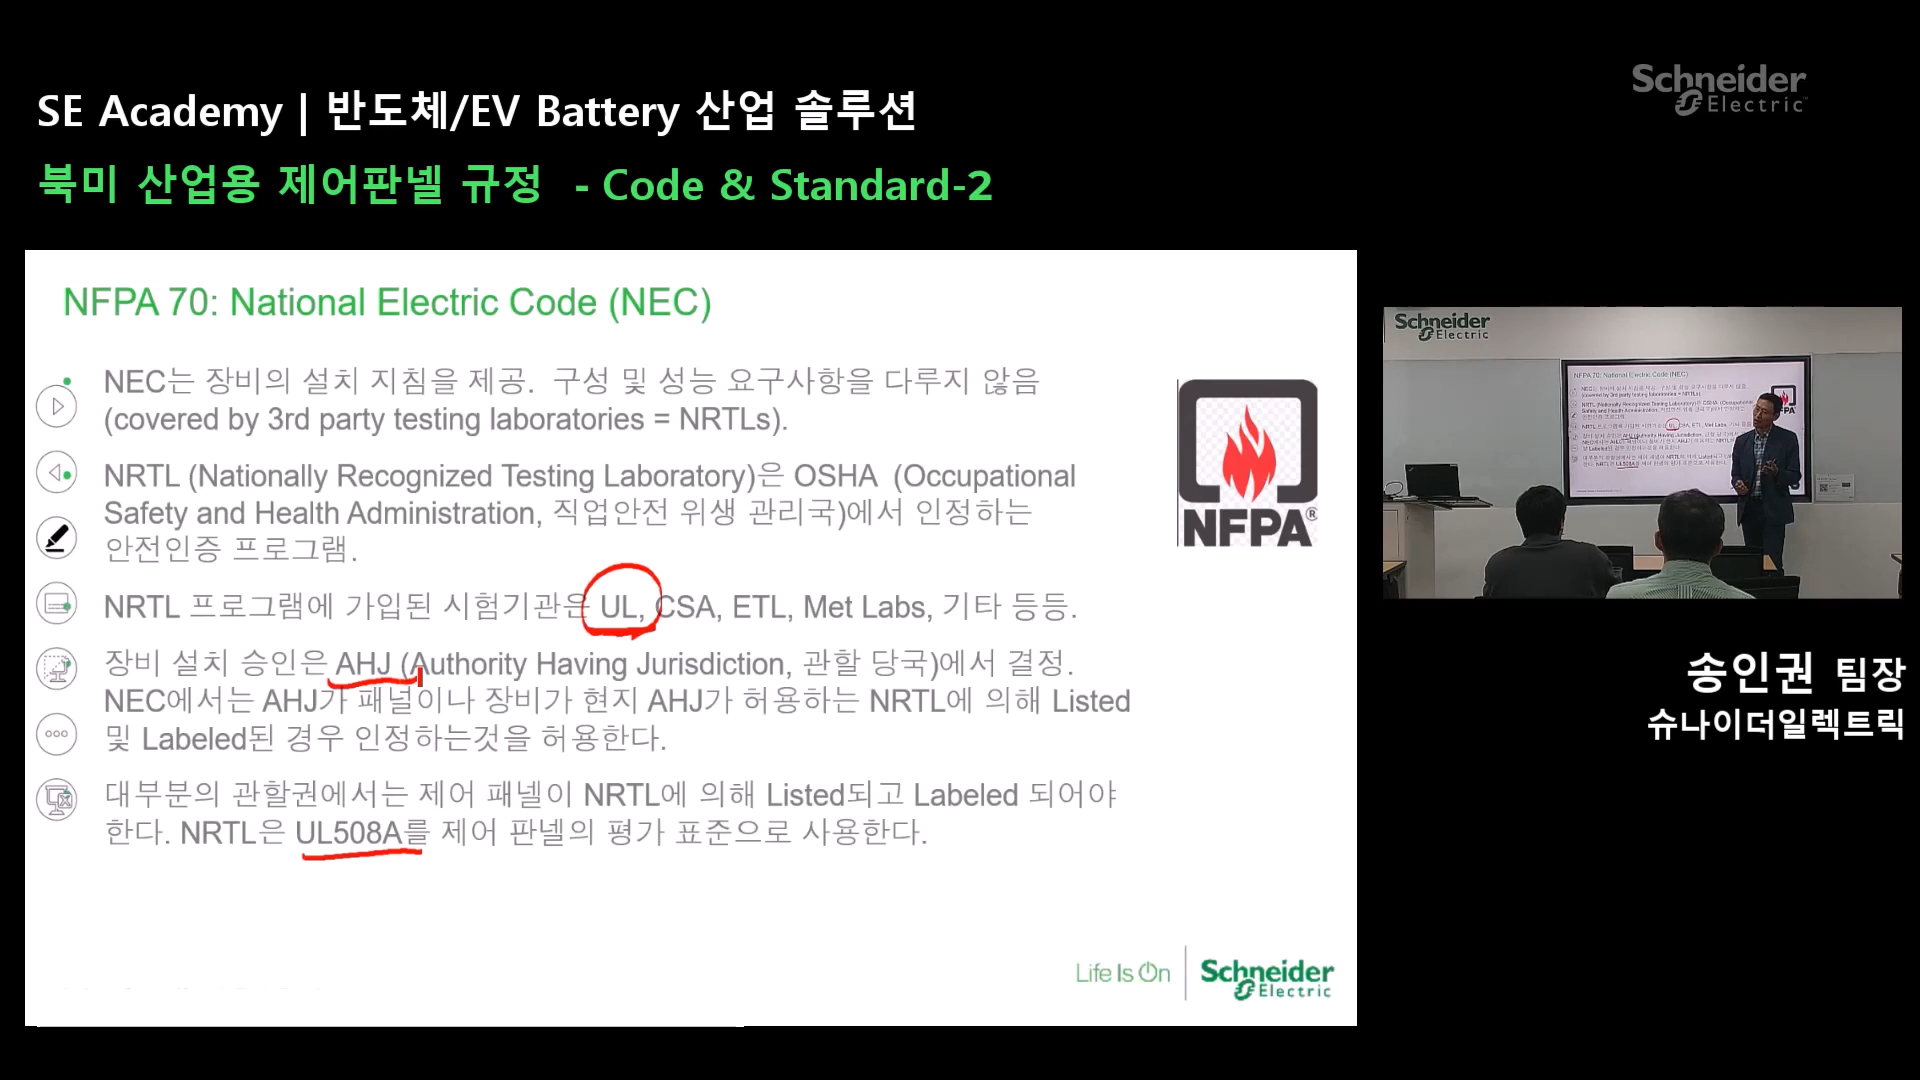 Schneider Electric
SE Academy | 반도체/EV Battery 산업 솔루션
북미 산업용 제어판넬 규정 - Code & Standard-2
NFPA 70: National Electric Code (NEC)
NEC는 장비의 설치 지침을 제공. 구성 및 성능 요구사항을 다루지 않음
(covered by 3rd party testing laboratories = NRTLs).
NRTL (Nationally Recognized Testing Laboratory)은 OSHA (Occupational
Safety and Health Administration, 직업안전 위생 관리국)에서 인정하는
안전인증 프로그램.
NRTL 프로그램에 가입된 시험기관은 UL, CSA, ETL, Met Labs, 기타 등등.
장비 설치 승인은 AHJ (Authority Having Jurisdiction, 관할 당국)에서 결정.
NEC에서는 AHJ가 패널이나 장비가 현지 AHJ가 허용하는 NRTL에 의해 Listed
및 Labeled된 경우 인정하는것을 허용한다.
대부분의 관할권에서는 제어 패넬이 NRTL에 의해 Listed되고 Labeled 되어야
한다. NRTL은 UL508A를 제어 판넬의 평가 표준으로 사용한다.
NFPA®
Life Is On
Schneider Electric
Schneider Electric
NFPA 70: National Electric Code (NEC)
송인권 팀장
슈나이더일렉트릭